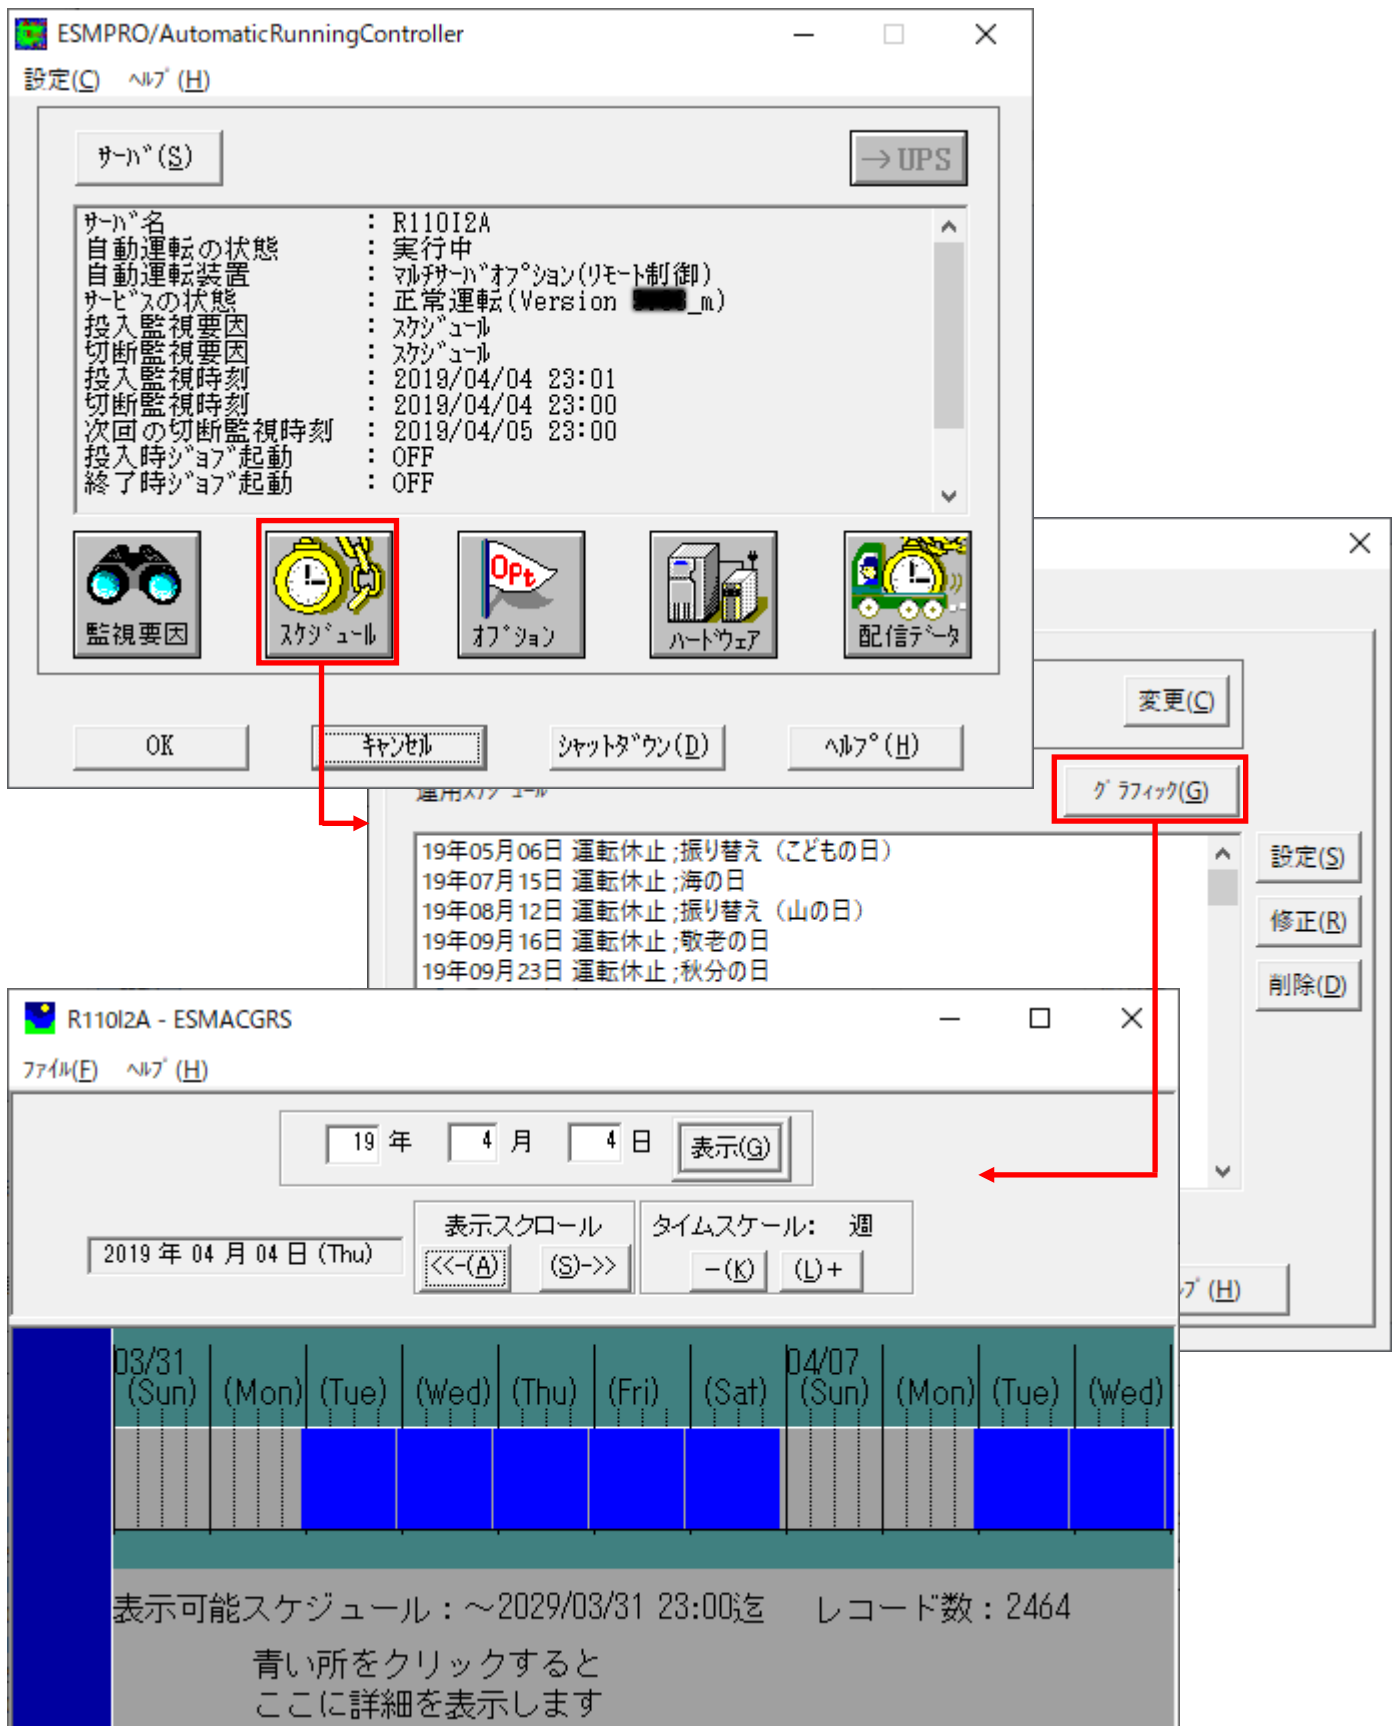 ESMPRO/AutomaticRunningController
設定(C) ﾍﾙﾌﾟ(H)
ｻｰﾊﾞ(S)
→UPS
ｻｰﾊﾞ名 : R110I2A
自動運転の状態 : 実行中
自動運転装置 : ﾏﾙﾁｻｰﾊﾞｵﾌﾟｼｮﾝ(ﾘﾓｰﾄ制御)
ｻｰﾋﾞｽの状態 : 正常運転(Version _m)
投入監視要因 : ｽｹｼﾞｭｰﾙ
切断監視要因 : ｽｹｼﾞｭｰﾙ
投入監視時刻 : 2019/04/04 23:01
切断監視時刻 : 2019/04/04 23:00
次回の切断監視時刻 : 2019/04/05 23:00
投入時ｼﾞｮﾌﾞ起動 : OFF
終了時ｼﾞｮﾌﾞ起動 : OFF
監視要因 ｽｹｼﾞｭｰﾙ Opt ｵﾌﾟｼｮﾝ ﾊｰﾄﾞｳｪｱ 配信ﾃﾞｰﾀ
OK ｷｬﾝｾﾙ ｼｬｯﾄﾀﾞｳﾝ(D) ﾍﾙﾌﾟ(H)
変更(C)
運用ｽｹｼﾞｭｰﾙ
ｸﾞﾗﾌｨｯｸ(G)
19年05月06日 運転休止 ;振り替え（こどもの日）
19年07月15日 運転休止 ;海の日
19年08月12日 運転休止 ;振り替え（山の日）
19年09月16日 運転休止 ;敬老の日
19年09月23日 運転休止 ;秋分の日
設定(S)
修正(R)
削除(D)
ﾙﾌﾟ(H)
R110I2A - ESMACGRS
ﾌｧｲﾙ(F) ﾍﾙﾌﾟ(H)
19 年 4 月 4 日 表示(G)
表示スクロール タイムスケール： 週
2019 年 04 月 04 日 (Thu) <<-(A) (S)->> －(K) (L)＋
03/31 04/07
(Sun) (Mon) (Tue) (Wed) (Thu) (Fri) (Sat) (Sun) (Mon) (Tue) (Wed)
表示可能スケジュール：～2029/03/31 23:00迄 レコード数：2464
青い所をクリックすると
ここに詳細を表示します